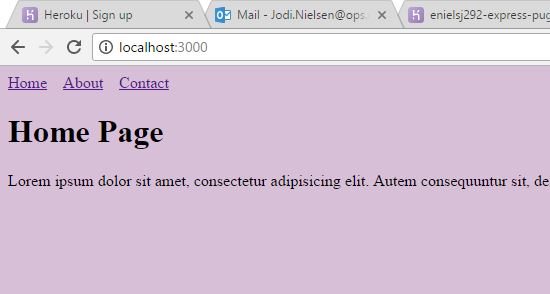 Heroku | Sign up
Mail - Jodi.Nielsen@ops.
enielsj292-express-pug
localhost:3000
Home About Contact
Home Page
Lorem ipsum dolor sit amet, consectetur adipisicing elit. Autem consequuntur sit, de